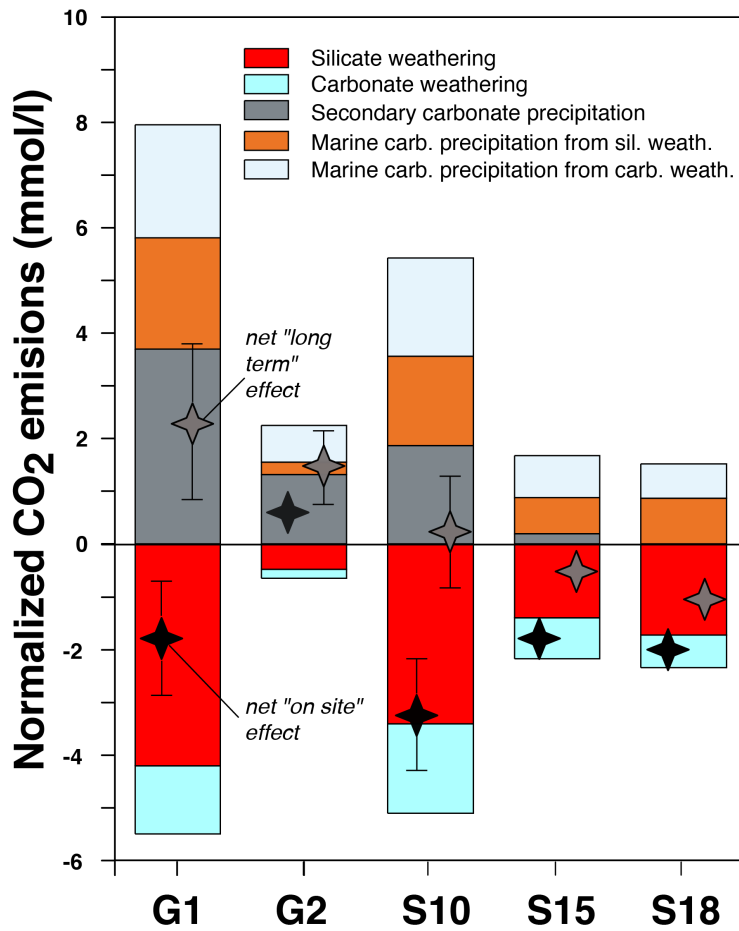 Normalized CO2 emissions (mmol/l)
10
8
6
4
2
0
-2
-4
-6
Silicate weathering
Carbonate weathering
Secondary carbonate precipitation
Marine carb. precipitation from sil. weath.
Marine carb. precipitation from carb. weath.
net "long
term"
effect
net "on site"
effect
G1 G2 S10 S15 S18